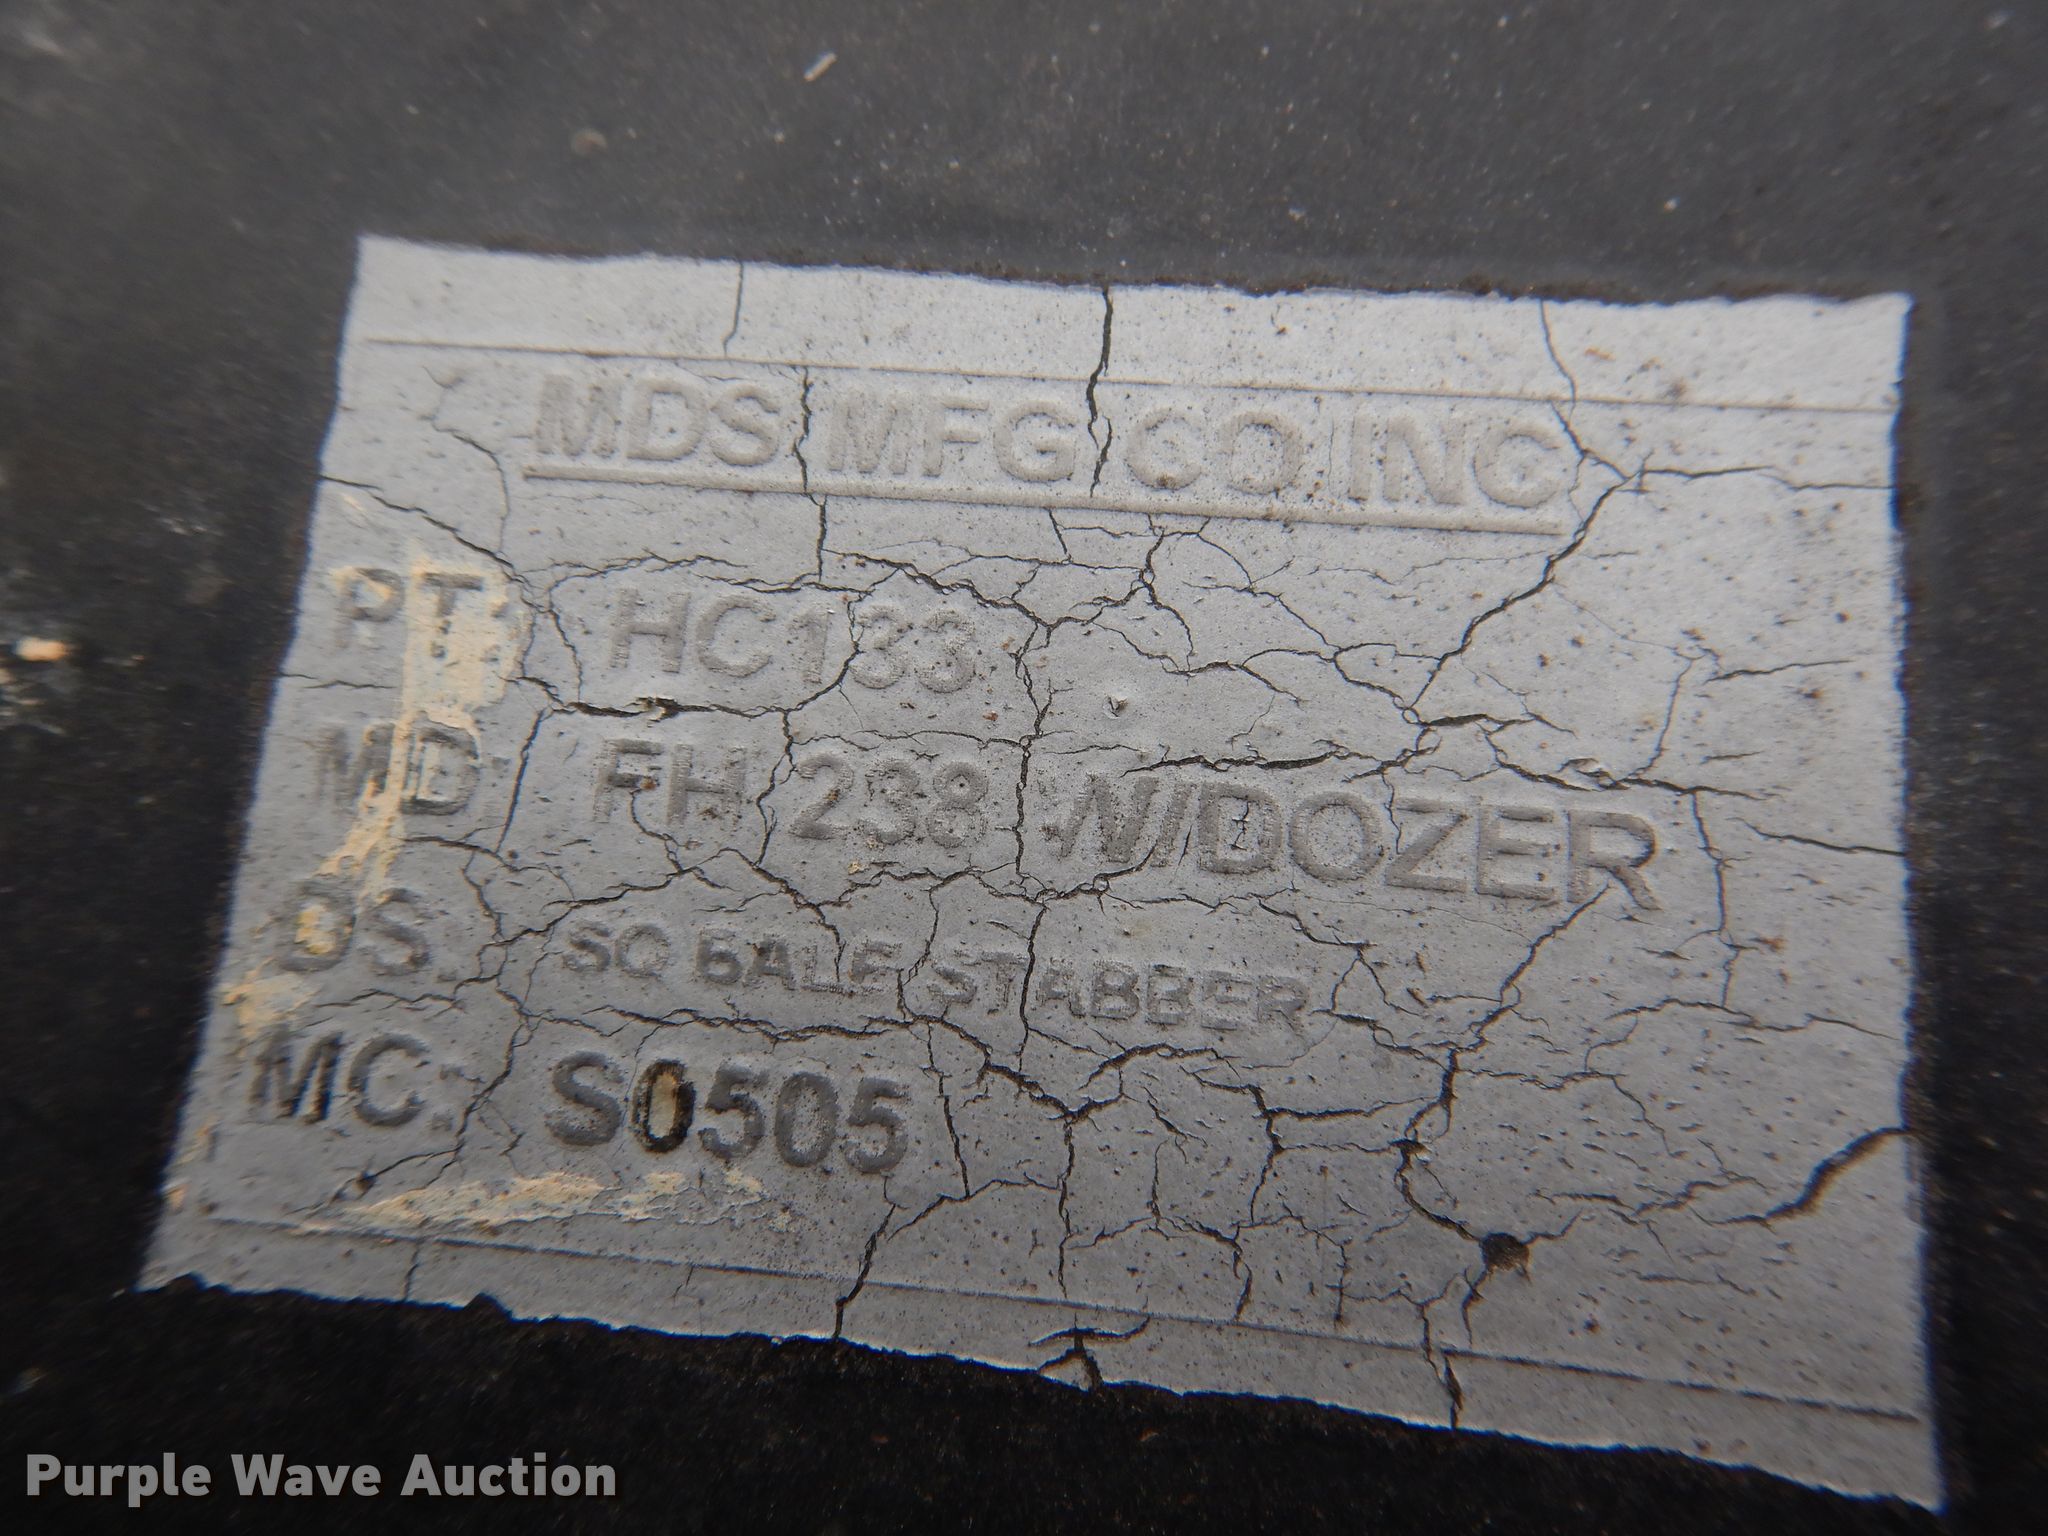 MDS MFG CO INC
PT: HC133
MD: FH 238 W/DOZER
DS: SQ BALE STABBER
MC: S0505
Purple Wave Auction